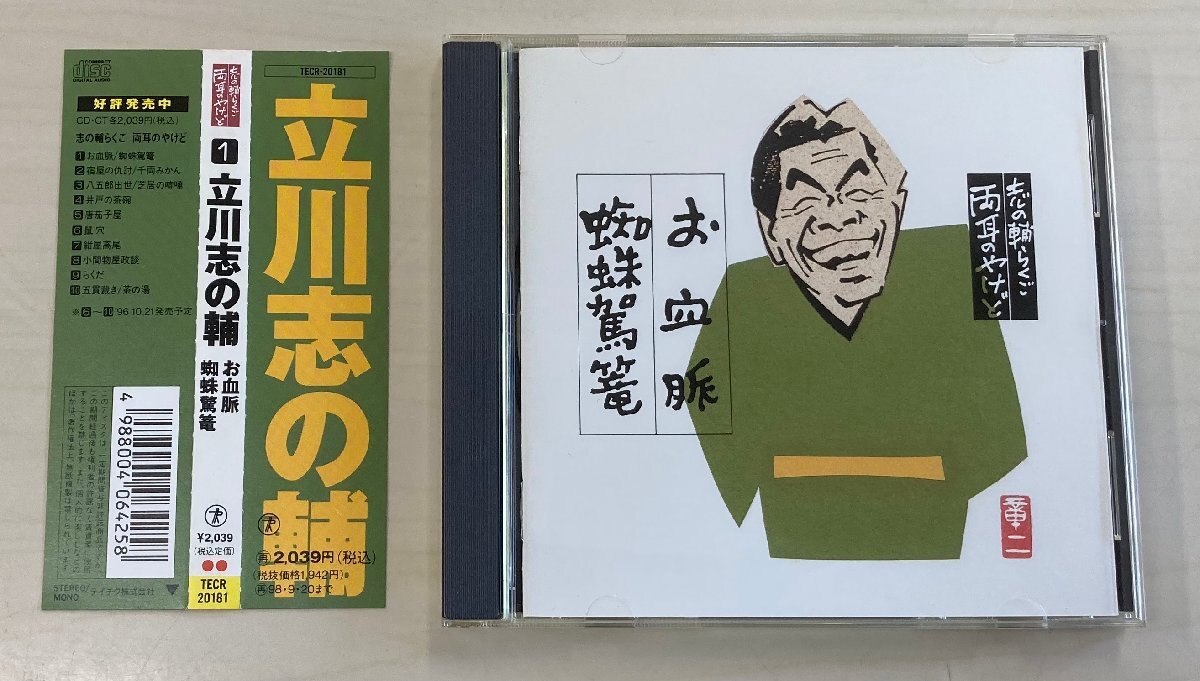 COMPACT
disc
DIGITAL AUDIO
好評発売中
CD・CT各2,039円(税込)
志の輔らくご 両耳のやけど
1 お血脈/蜘蛛駕篭
2 宿屋の仇討/千両みかん
3 八五郎出世/芝居の喧嘩
4 井戸の茶碗
5 唐茄子屋
6 鼠穴
7 紺屋高尾
8 小間物屋政談
9 らくだ
10 五貫裁き/茶の湯
※6〜10 '96.10.21発売予定
4 988004 064258
STEREO/
MONO
テイチク株式会社
志の輔らくご
両耳のやけど
1
立川志の輔
お血脈
蜘蛛駕篭
¥2,039
(税込定価)
TECR
20181
TECR-20181
立川志の輔
再 2,039円(税込)
(税抜価格1,942円)
再98・9・20まで
お血脈
蜘蛛駕篭
志の輔らくご
両耳のやけど